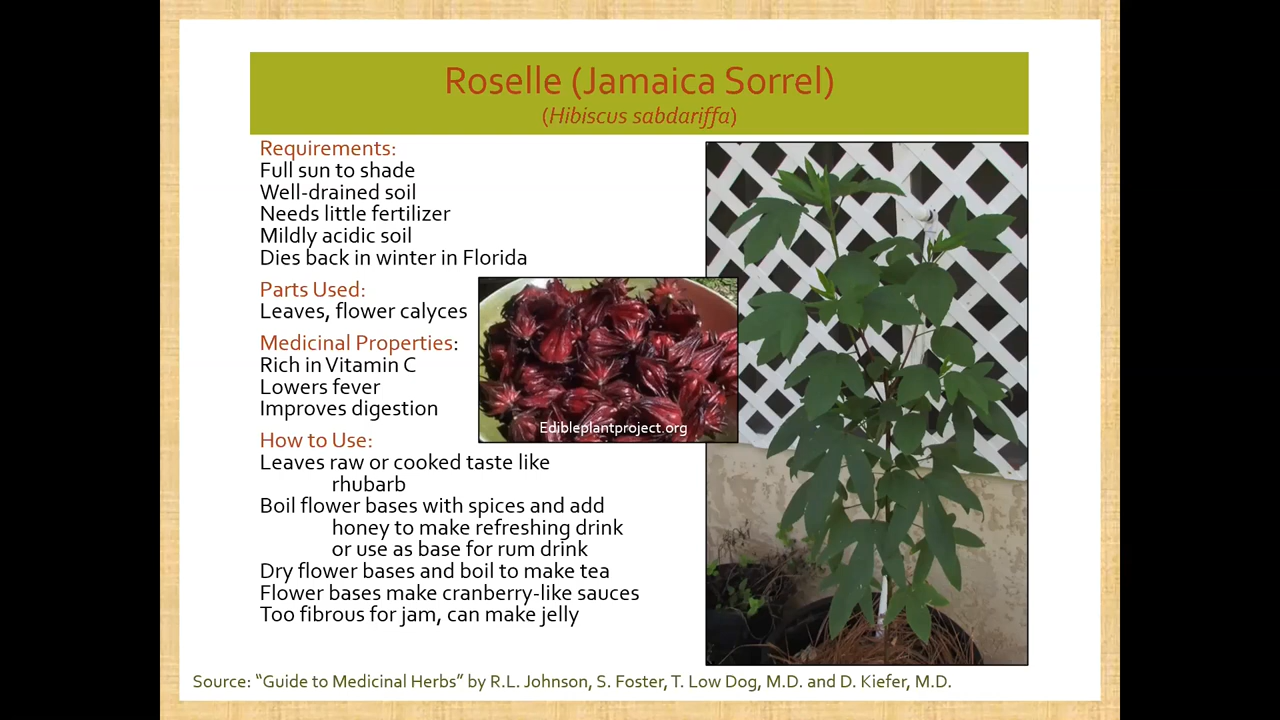 Roselle (Jamaica Sorrel)
(Hibiscus sabdariffa)
Requirements:
Full sun to shade
Well-drained soil
Needs little fertilizer
Mildly acidic soil
Dies back in winter in Florida
Parts Used:
Leaves, flower calyces
Medicinal Properties:
Rich in Vitamin C
Lowers fever
Improves digestion
Edibleplantproject.org
How to Use:
Leaves raw or cooked taste like
rhubarb
Boil flower bases with spices and add
honey to make refreshing drink
or use as base for rum drink
Dry flower bases and boil to make tea
Flower bases make cranberry-like sauces
Too fibrous for jam, can make jelly
Source: “Guide to Medicinal Herbs” by R.L. Johnson, S. Foster, T. Low Dog, M.D. and D. Kiefer, M.D.